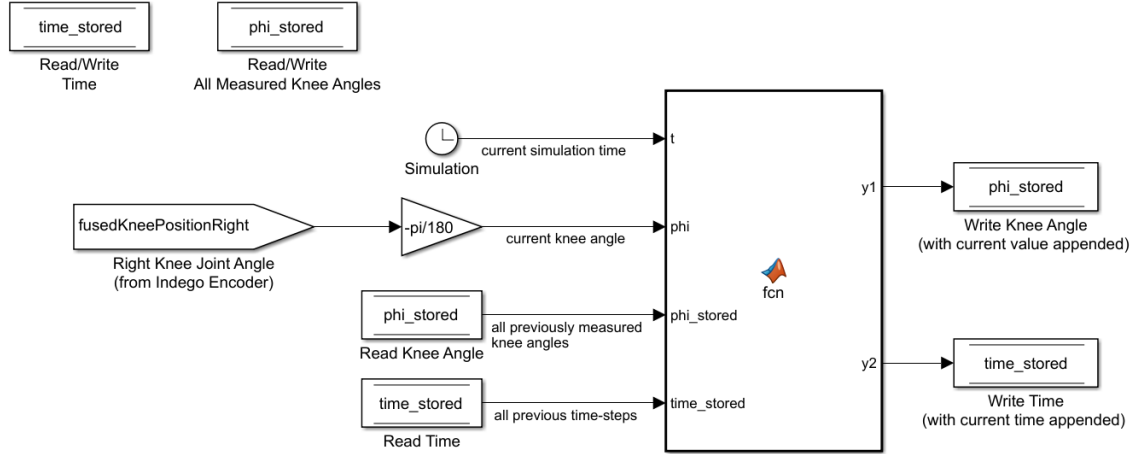 time_stored
Read/Write
Time
phi_stored
Read/Write
All Measured Knee Angles
Simulation
current simulation time
t
fusedKneePositionRight
Right Knee Joint Angle
(from Indego Encoder)
-pi/180
current knee angle
phi
phi_stored
Read Knee Angle
all previously measured
knee angles
phi_stored
time_stored
Read Time
all previous time-steps
time_stored
fcn
y1
phi_stored
Write Knee Angle
(with current value appended)
y2
time_stored
Write Time
(with current time appended)